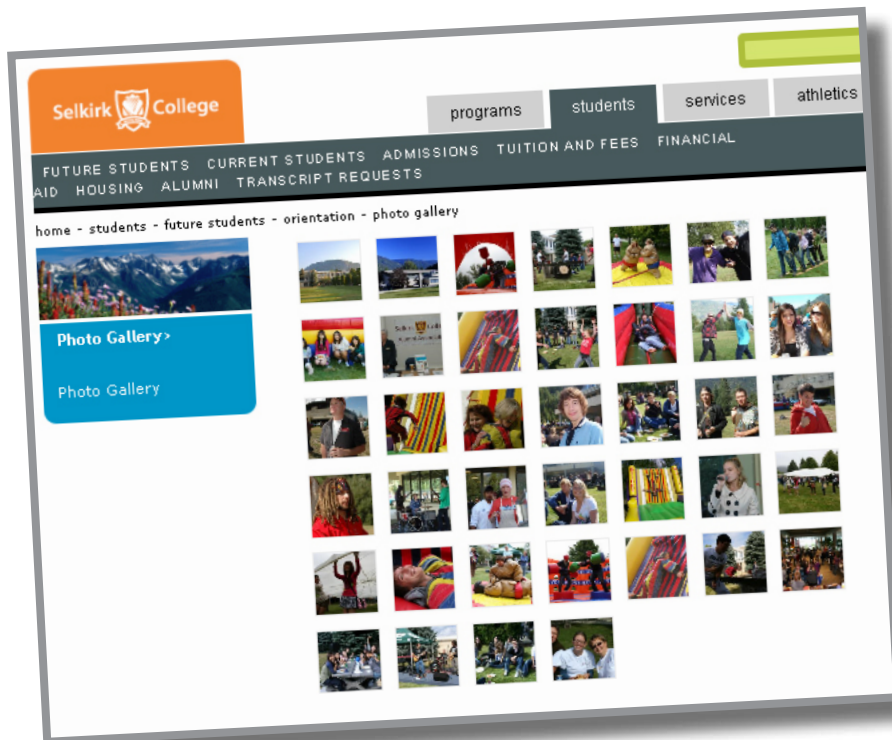 Selkirk College
programs students services athletics
FUTURE STUDENTS CURRENT STUDENTS ADMISSIONS TUITION AND FEES FINANCIAL
AID HOUSING ALUMNI TRANSCRIPT REQUESTS
home - students - future students - orientation - photo gallery
Photo Gallery>
Photo Gallery